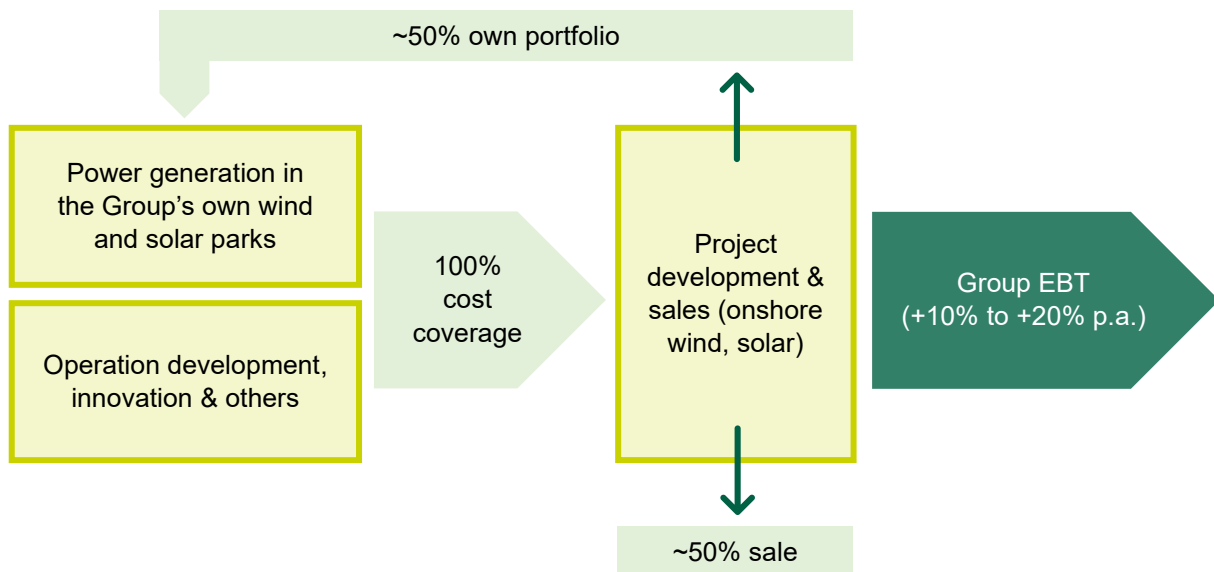 ~50% own portfolio
Power generation in
the Group’s own wind
and solar parks
Operation development,
innovation & others
100%
cost
coverage
Project
development &
sales (onshore
wind, solar)
Group EBT
(+10% to +20% p.a.)
~50% sale